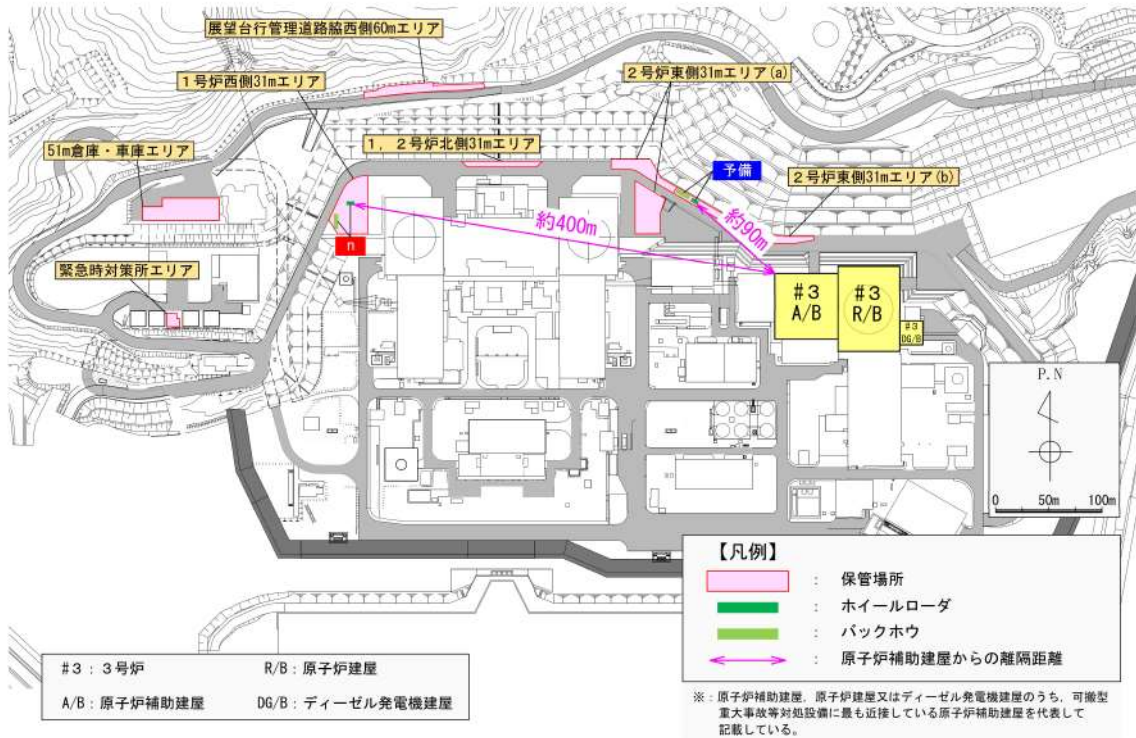 展望台行管理道路脇西側60mエリア
1号炉西側31mエリア
2号炉東側31mエリア(a)
51m倉庫・車庫エリア
1，2号炉北側31mエリア
予備
2号炉東側31mエリア(b)
約400m
約90m
n
緊急時対策所エリア
#3
A/B
#3
R/B
#3
DG/B
P.N
0 50m 100m
【凡例】
： 保管場所
： ホイールローダ
： バックホウ
： 原子炉補助建屋からの離隔距離
#3：3号炉 R/B：原子炉建屋
A/B：原子炉補助建屋 DG/B：ディーゼル発電機建屋
※：原子炉補助建屋，原子炉建屋又はディーゼル発電機建屋のうち，可搬型
重大事故等対処設備に最も近接している原子炉補助建屋を代表して
記載している。